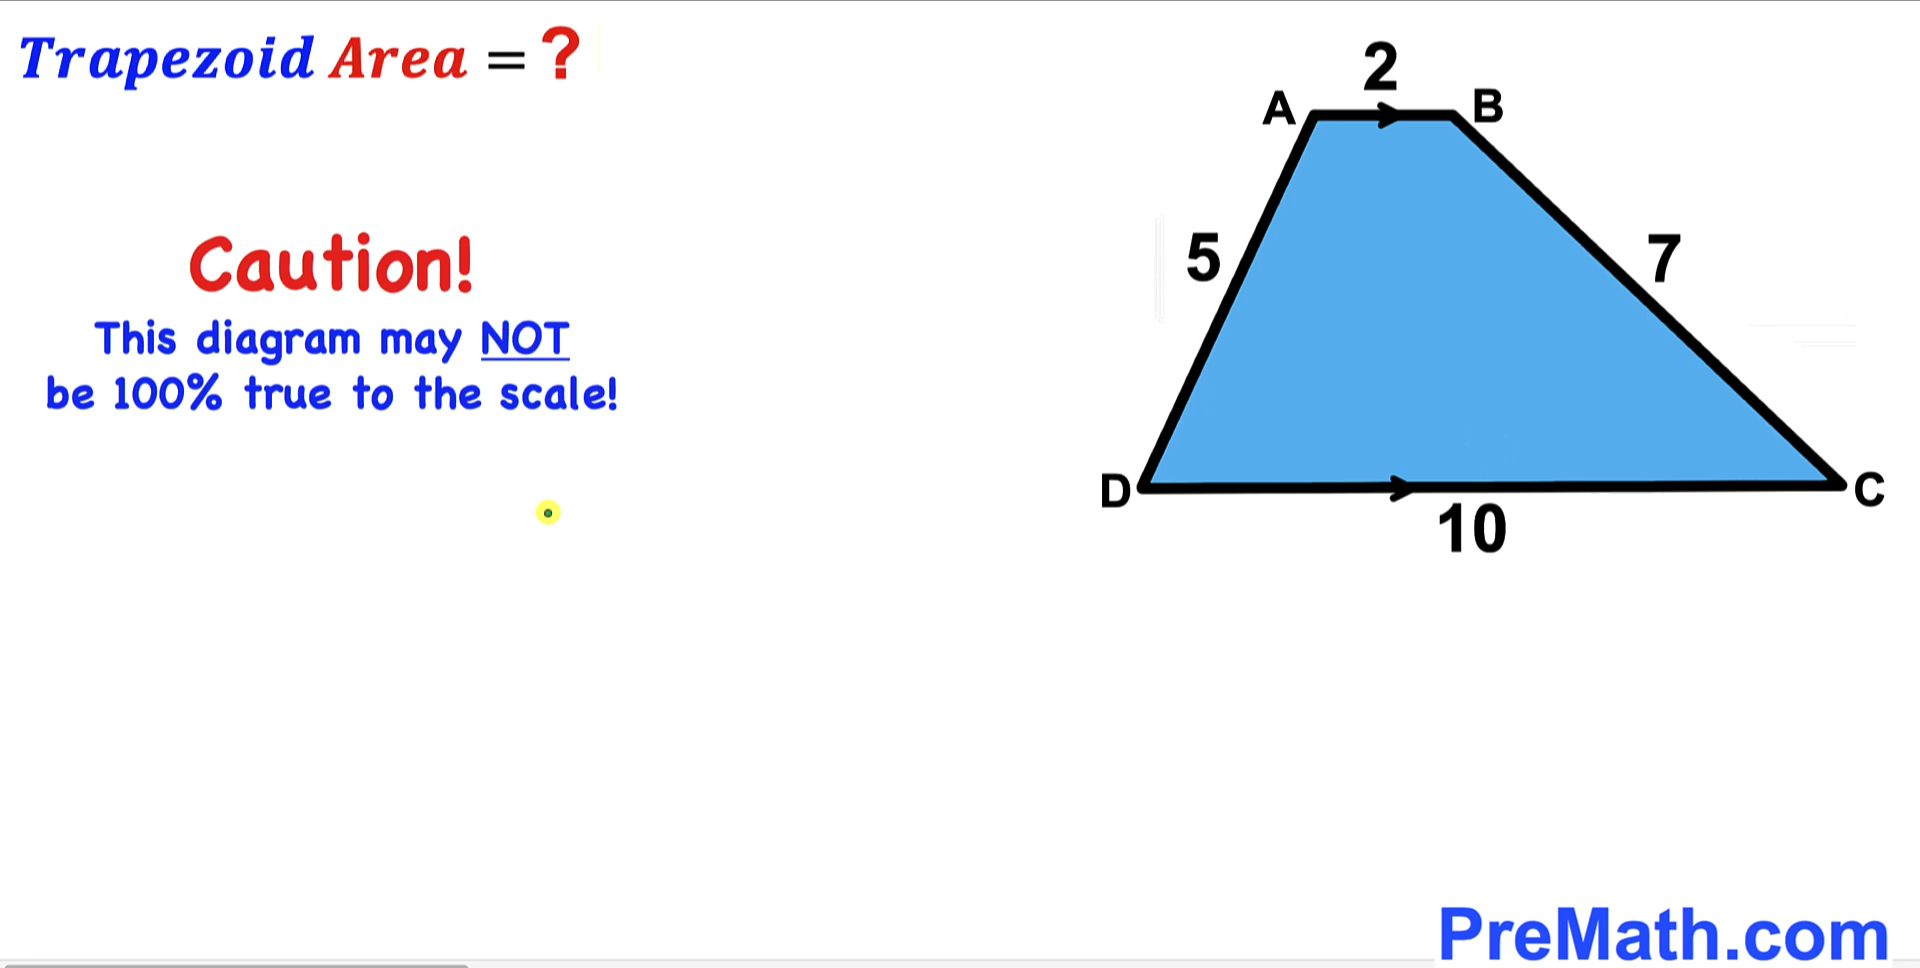 Trapezoid Area = ?
2
A
B
Caution!
5
7
This diagram may NOT
be 100% true to the scale!
D
C
10
PreMath.com